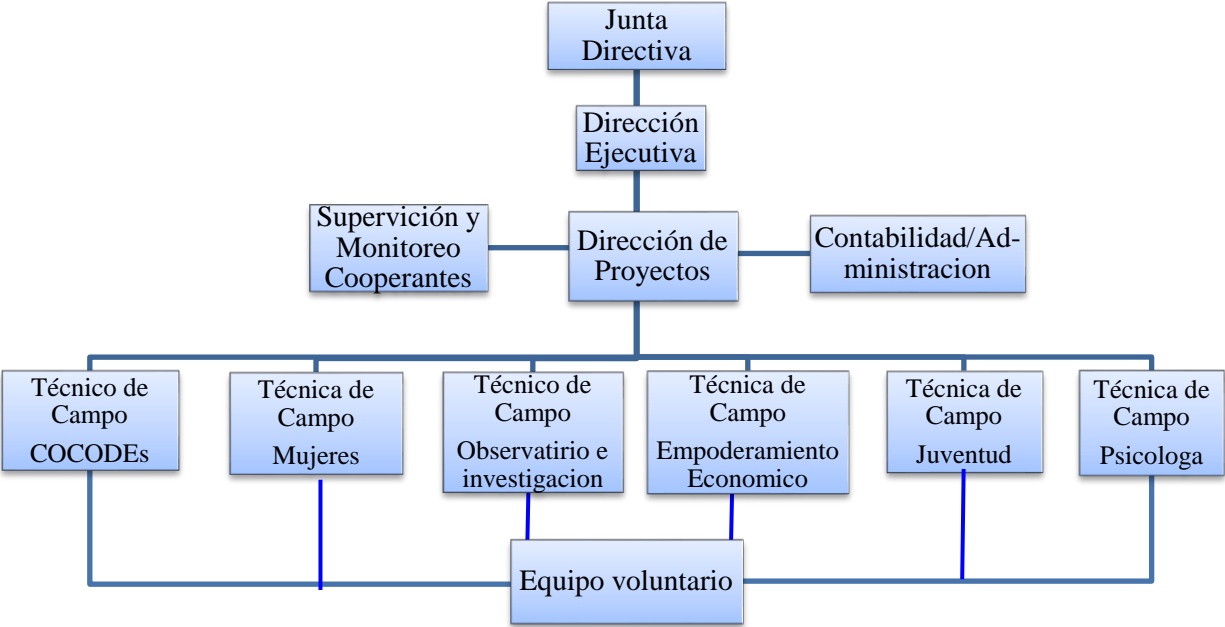 Junta
Directiva
Dirección
Ejecutiva
Supervición y
Monitoreo
Cooperantes
Dirección de
Proyectos
Contabilidad/Ad-
ministracion
Técnico de
Campo
COCODEs
Técnica de
Campo
Mujeres
Técnico de
Campo
Observatirio e
investigacion
Técnica de
Campo
Empoderamiento
Economico
Técnica de
Campo
Juventud
Técnica de
Campo
Psicologa
Equipo voluntario